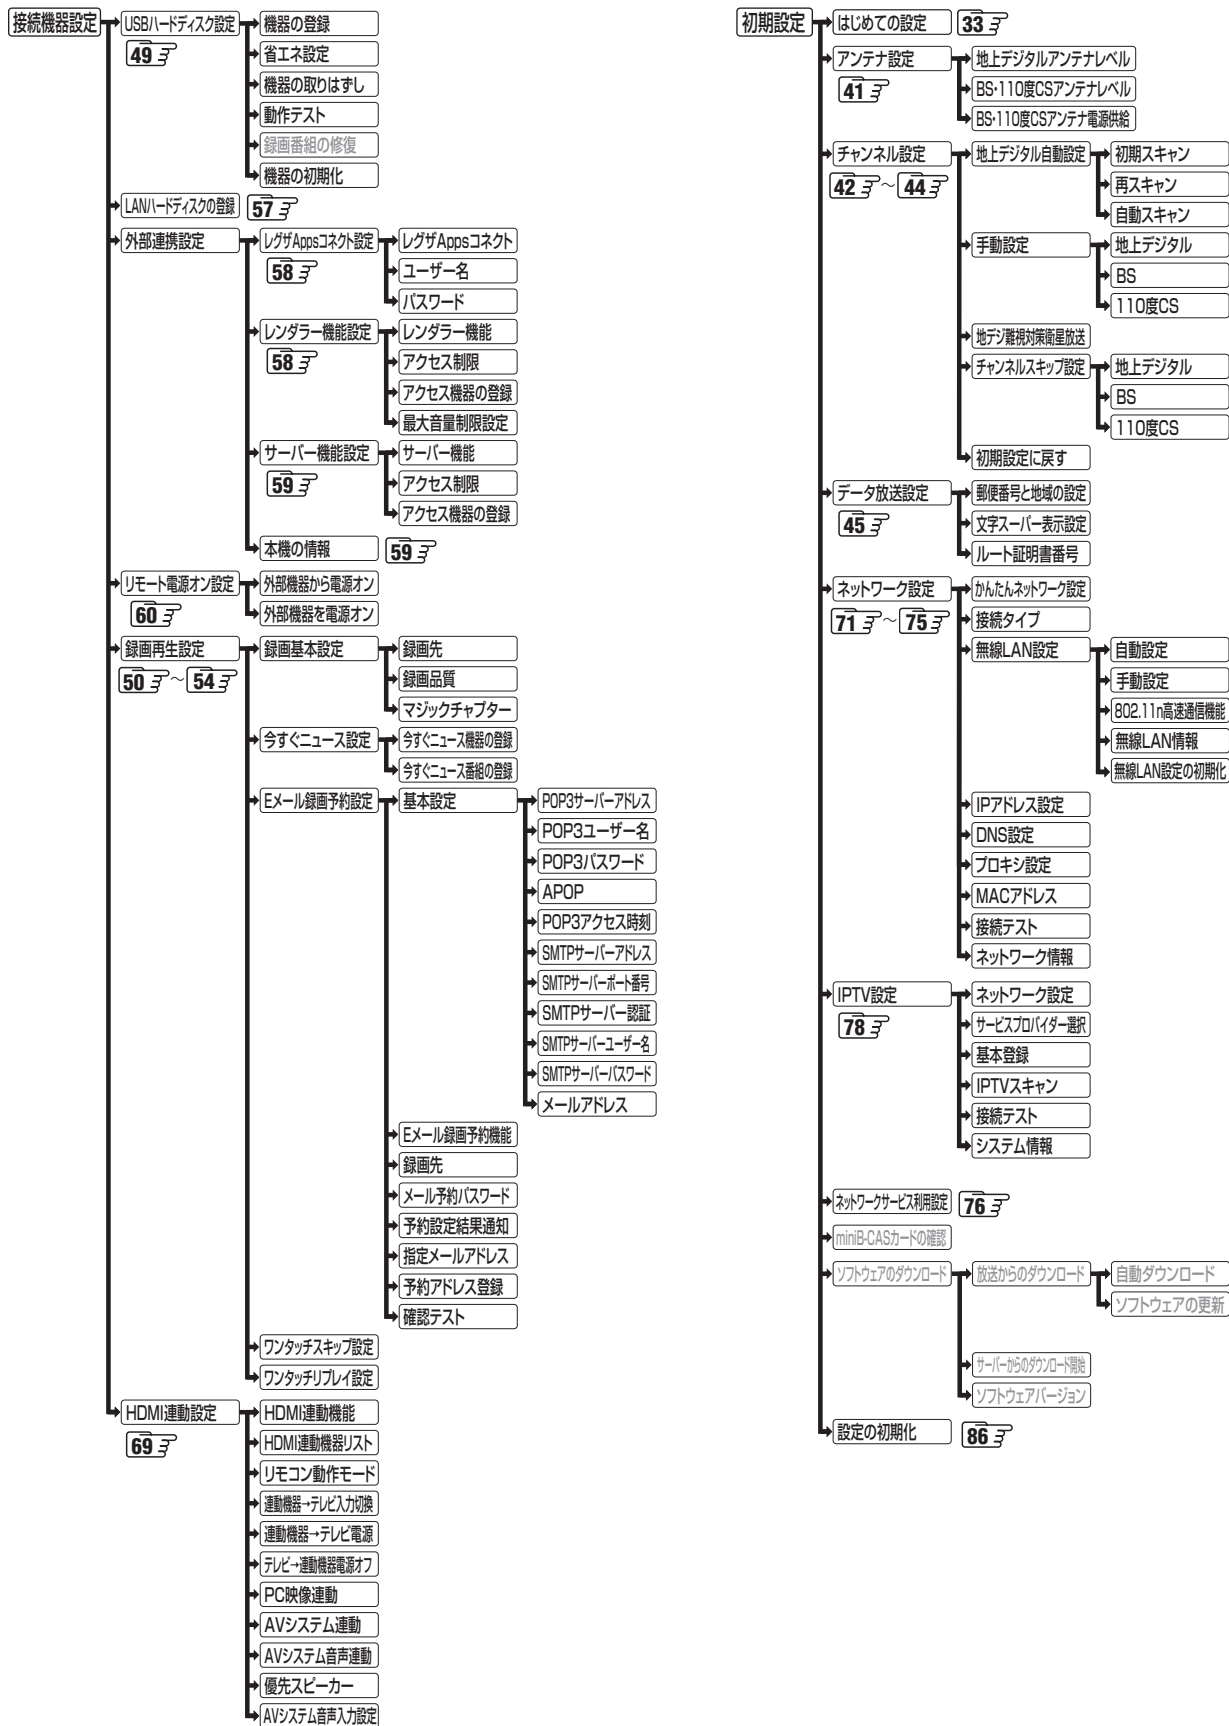 接続機器設定
USBハードディスク設定
49
機器の登録
省エネ設定
機器の取りはずし
動作テスト
録画番組の修復
機器の初期化
LANハードディスクの登録
57
外部連携設定
レグザAppsコネクト設定
58
レグザAppsコネクト
ユーザー名
パスワード
レンダラー機能設定
58
レンダラー機能
アクセス制限
アクセス機器の登録
最大音量制限設定
サーバー機能設定
59
サーバー機能
アクセス制限
アクセス機器の登録
本機の情報
59
リモート電源オン設定
60
外部機器から電源オン
外部機器を電源オン
録画再生設定
50～54
録画基本設定
録画先
録画品質
マジックチャプター
今すぐニュース設定
今すぐニュース機器の登録
今すぐニュース番組の登録
Eメール録画予約設定
基本設定
POP3サーバーアドレス
POP3ユーザー名
POP3パスワード
APOP
POP3アクセス時刻
SMTPサーバーアドレス
SMTPサーバーポート番号
SMTPサーバー認証
SMTPサーバーユーザー名
SMTPサーバーパスワード
メールアドレス
Eメール録画予約機能
録画先
メール予約パスワード
予約設定結果通知
指定メールアドレス
予約アドレス登録
確認テスト
ワンタッチスキップ設定
ワンタッチリプレイ設定
HDMI連動設定
69
HDMI連動機能
HDMI連動機器リスト
リモコン動作モード
連動機器→テレビ入力切換
連動機器→テレビ電源
テレビ→連動機器電源オフ
PC映像連動
AVシステム連動
AVシステム音声連動
優先スピーカー
AVシステム音声入力設定
初期設定
はじめての設定
33
アンテナ設定
41
地上デジタルアンテナレベル
BS・110度CSアンテナレベル
BS・110度CSアンテナ電源供給
チャンネル設定
42～44
地上デジタル自動設定
初期スキャン
再スキャン
自動スキャン
手動設定
地上デジタル
BS
110度CS
地デジ難視対策衛星放送
チャンネルスキップ設定
地上デジタル
BS
110度CS
初期設定に戻す
データ放送設定
45
郵便番号と地域の設定
文字スーパー表示設定
ルート証明書番号
ネットワーク設定
71～75
かんたんネットワーク設定
接続タイプ
無線LAN設定
自動設定
手動設定
802.11n高速通信機能
無線LAN情報
無線LAN設定の初期化
IPアドレス設定
DNS設定
プロキシ設定
MACアドレス
接続テスト
ネットワーク情報
IPTV設定
78
ネットワーク設定
サービスプロバイダー選択
基本登録
IPTVスキャン
接続テスト
システム情報
ネットワークサービス利用設定
76
miniB-CASカードの確認
ソフトウェアのダウンロード
放送からのダウンロード
自動ダウンロード
ソフトウェアの更新
サーバーからのダウンロード開始
ソフトウェアバージョン
設定の初期化
86